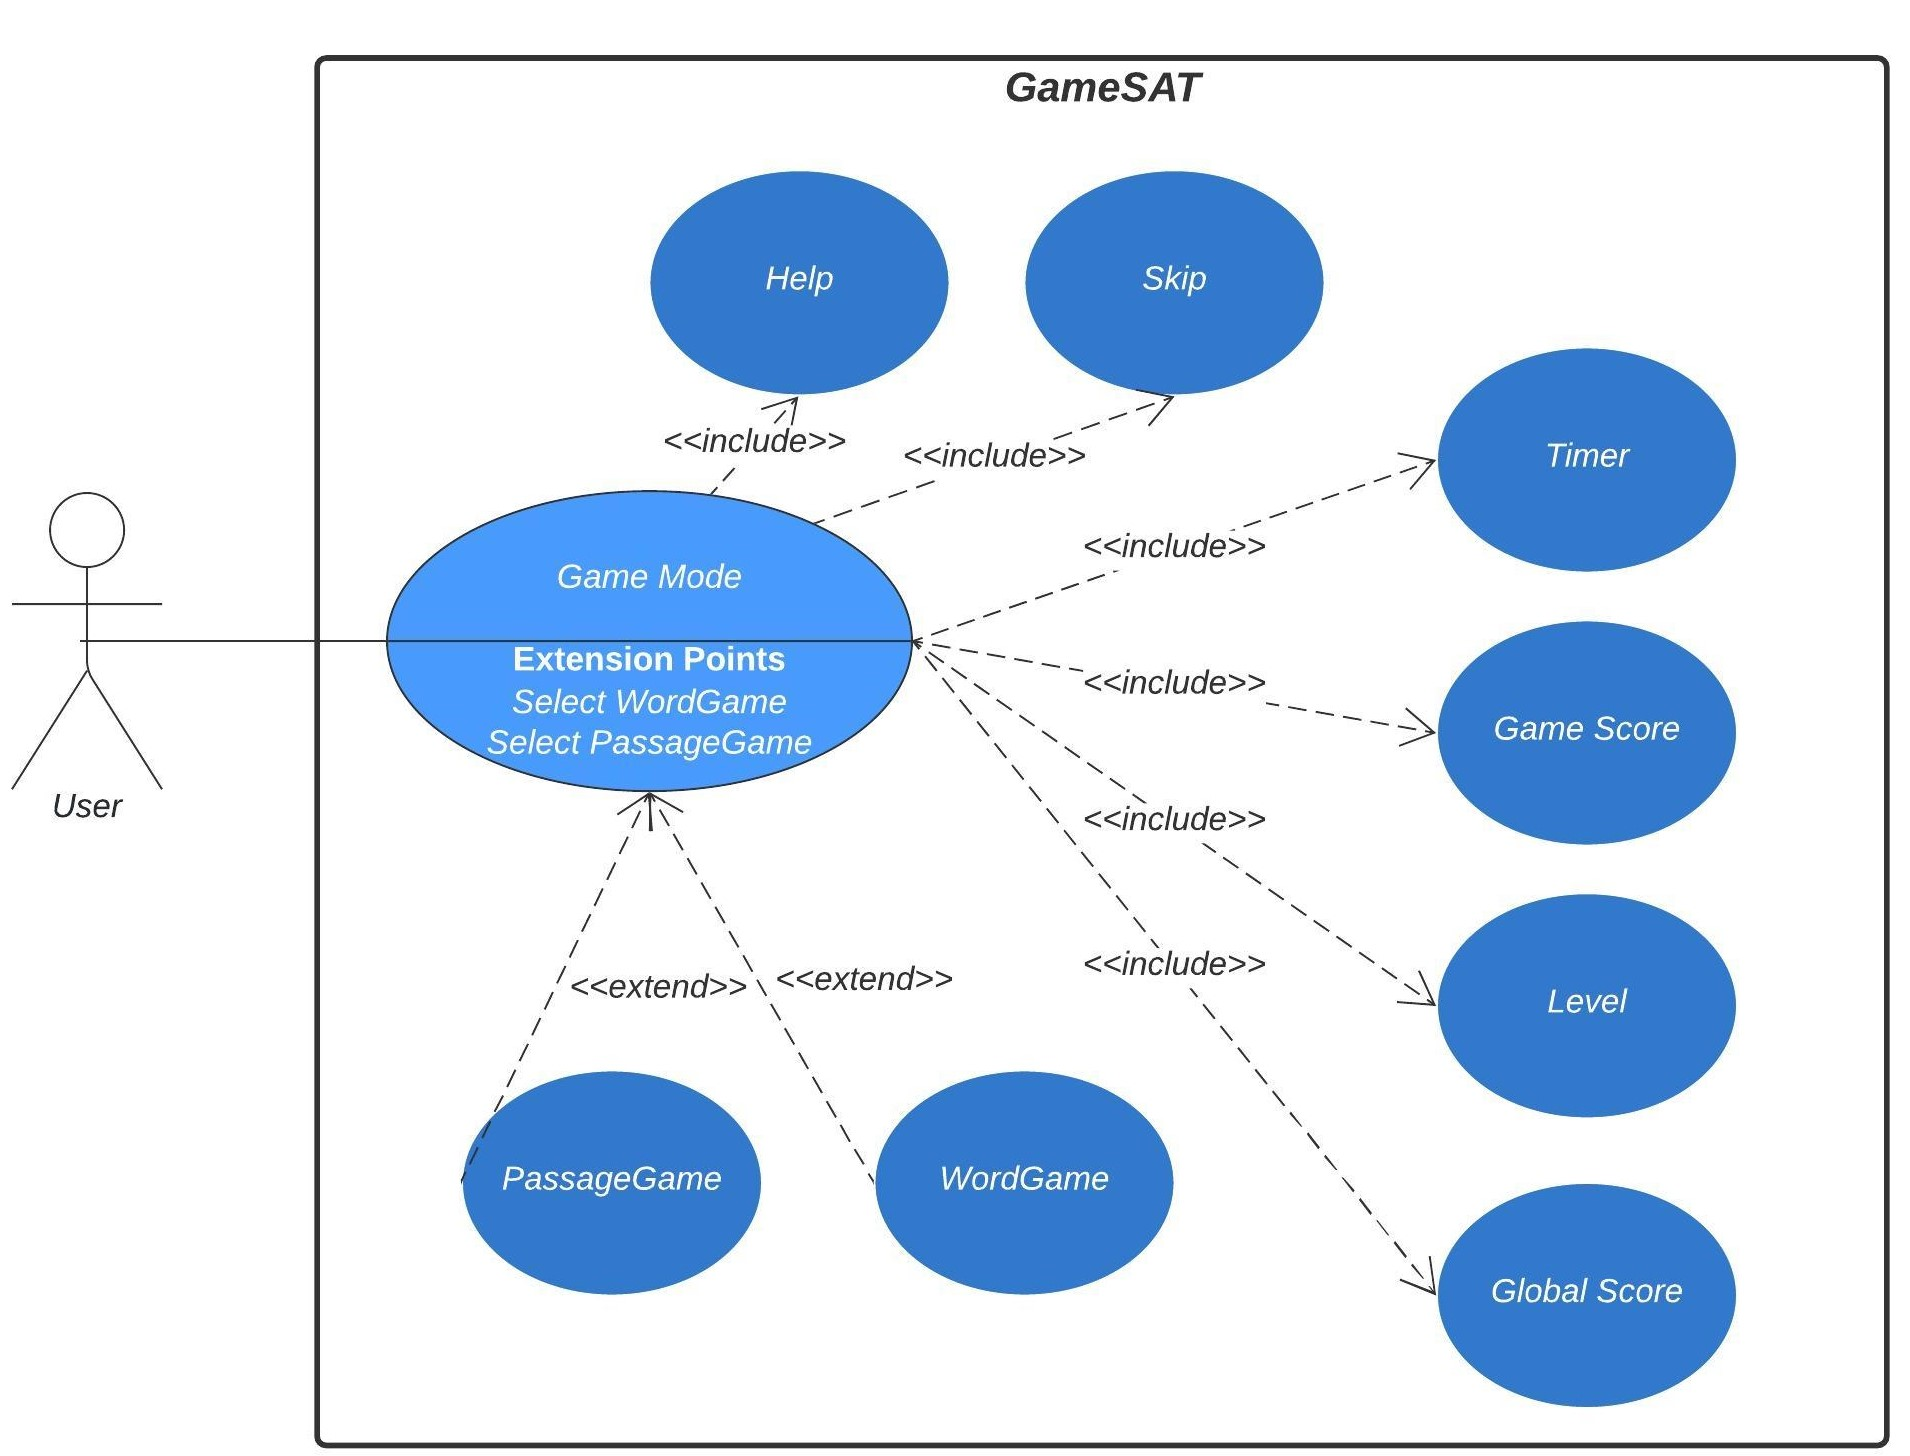 GameSAT
Help
Skip
<<include>>
<<include>>
Timer
<<include>>
Game Mode
Extension Points
Select WordGame
Select PassageGame
<<include>>
Game Score
User
<<include>>
<<include>>
Level
<<extend>>
<<extend>>
PassageGame
WordGame
Global Score